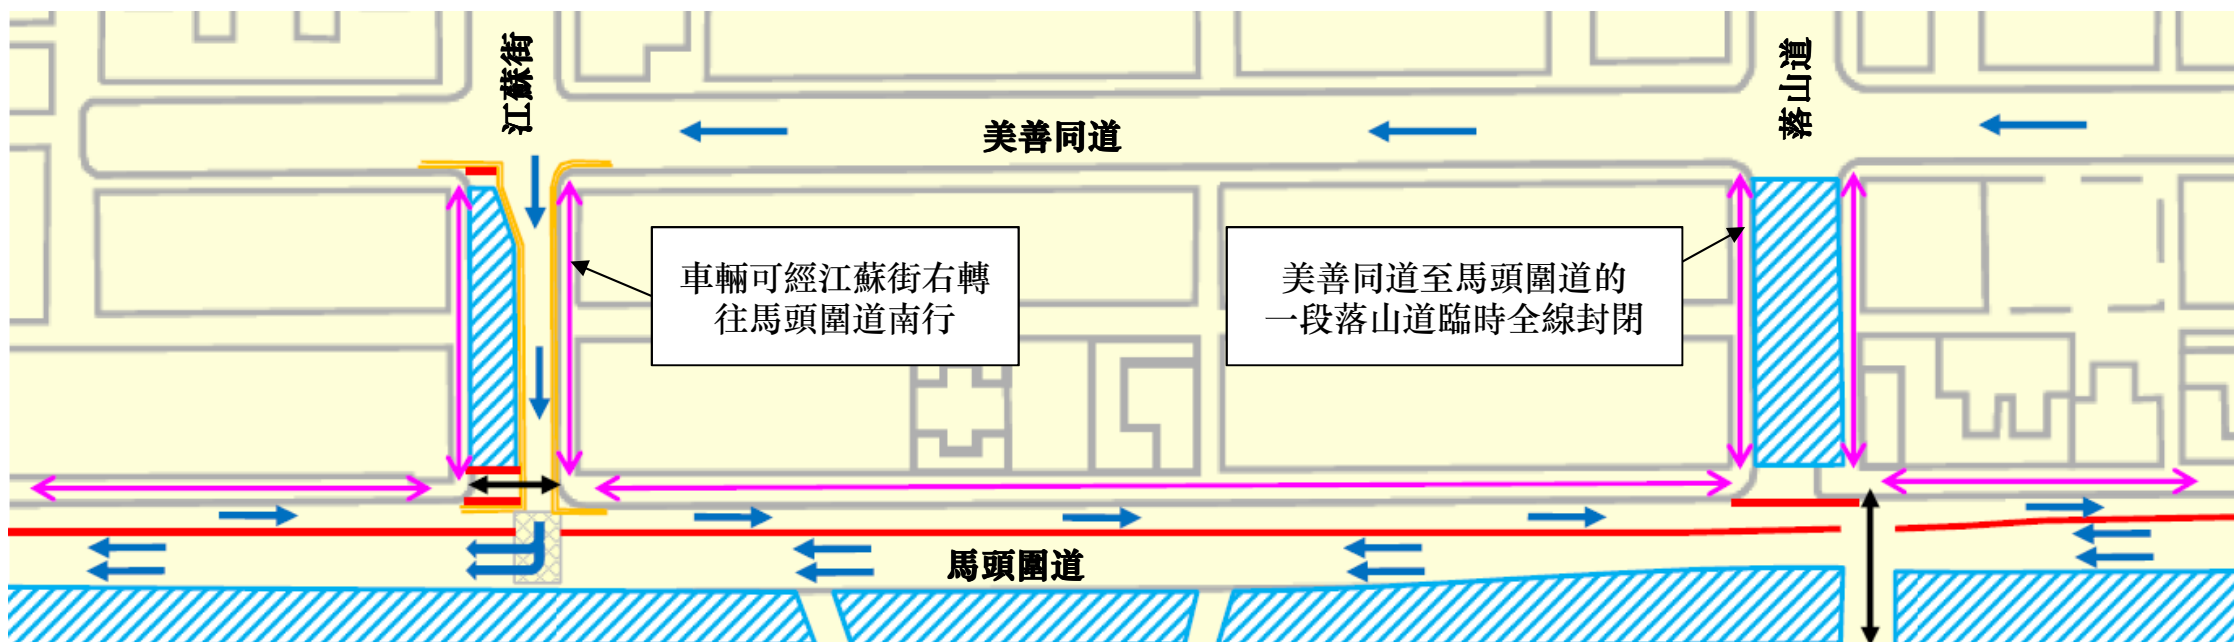 江蘇街
落山道
美善同道
車輛可經江蘇街右轉
往馬頭圍道南行
美善同道至馬頭圍道的
一段落山道臨時全線封閉
馬頭圍道